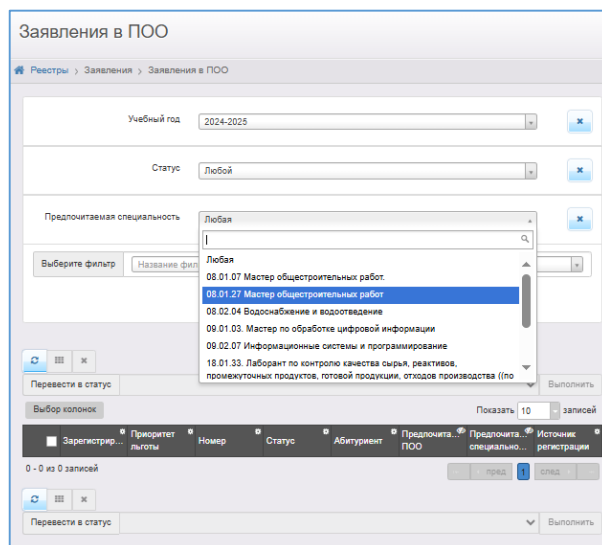 Заявления в ПОО
Реестры > Заявления > Заявления в ПОО
Учебный год 2024-2025
Статус Любой
Предпочитаемая специальность Любая
Любая
Выберите фильтр Название фил
08.01.07 Мастер общестроительных работ.
08.01.27 Мастер общестроительных работ
08.02.04 Водоснабжение и водоотведение
09.01.03. Мастер по обработке цифровой информации
09.02.07 Информационные системы и программирование
18.01.33. Лаборант по контролю качества сырья, реактивов,
промежуточных продуктов, готовой продукции, отходов производства ((по
Перевести в статус Выполнить
Выбор колонок Показать 10 записей
Зарегистрир... Приоритет льготы Номер Статус Абитуриент Предпочита... ПОО Предпочита... специально... Источник регистрации
0 - 0 из 0 записей пред 1 след
Перевести в статус Выполнить